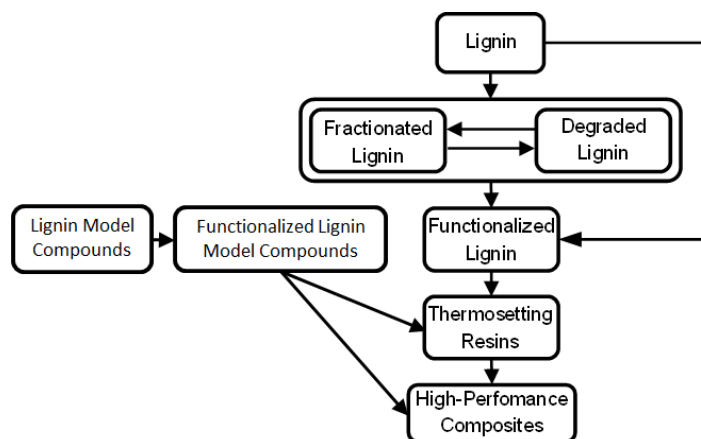 Lignin
Fractionated
Lignin
Degraded
Lignin
Lignin Model
Compounds
Functionalized Lignin
Model Compounds
Functionalized
Lignin
Thermosetting
Resins
High-Perfomance
Composites